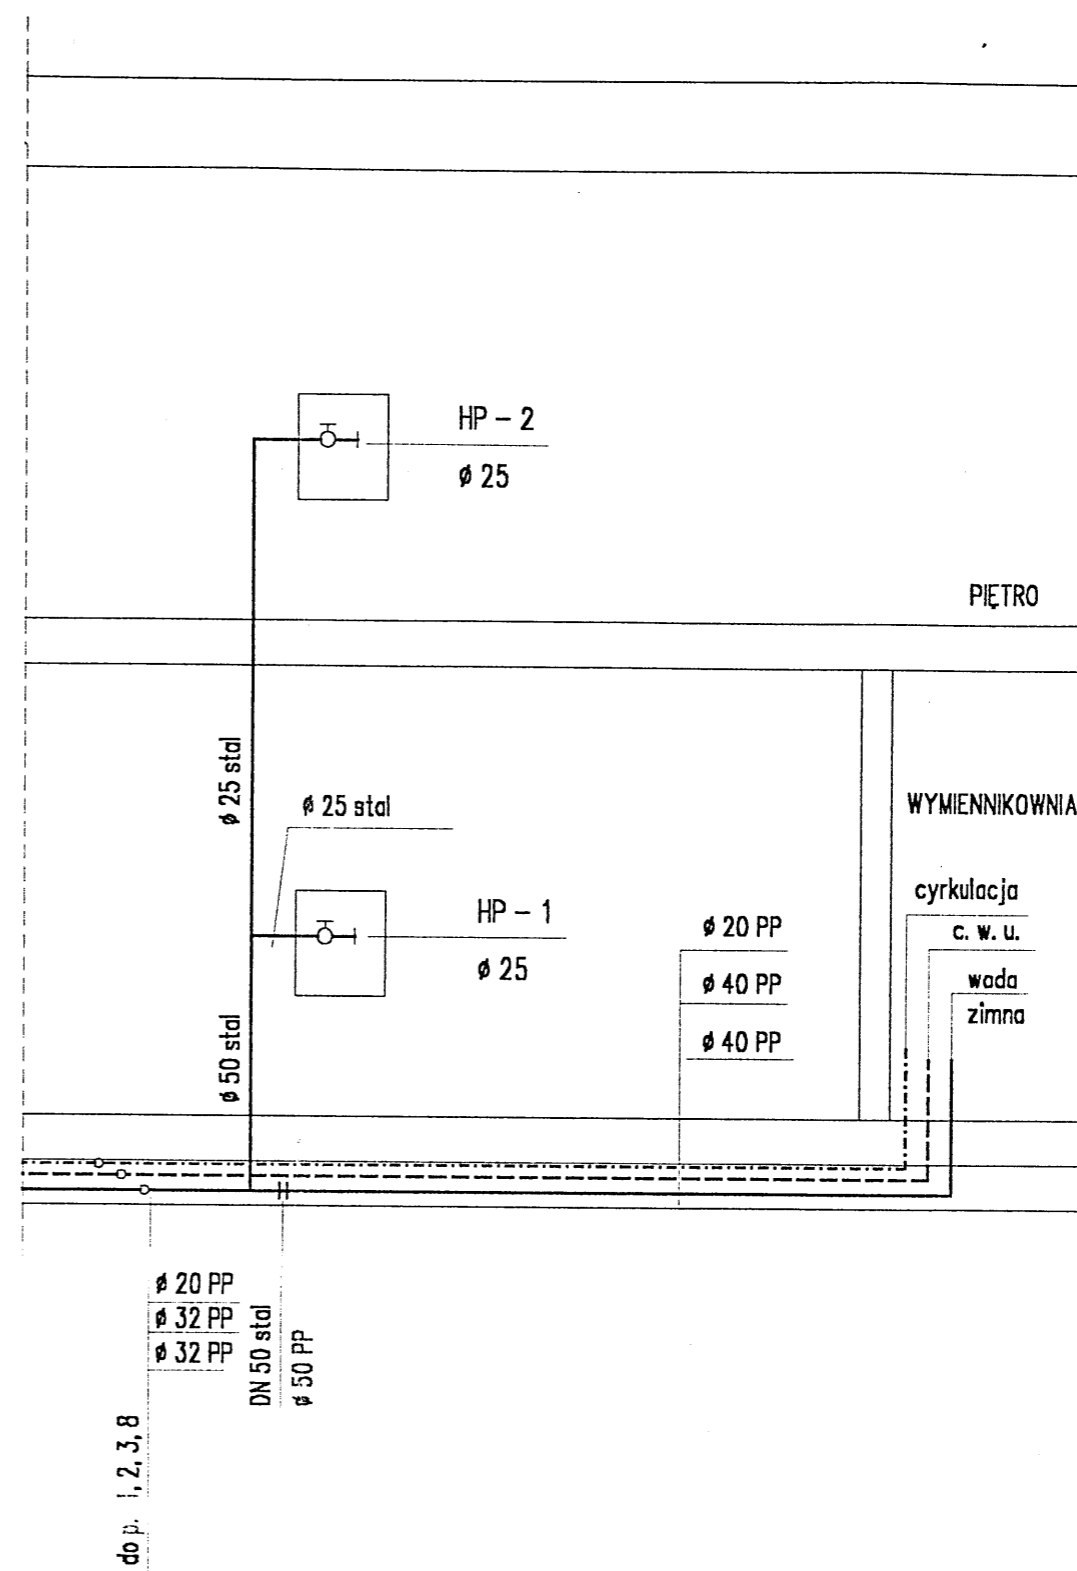 HP – 2
ø 25
PIĘTRO
ø 25 stal
ø 25 stal
WYMIENNIKOWNIA
cyrkulacja
c. w. u.
woda
zimna
HP – 1
ø 25
ø 20 PP
ø 40 PP
ø 40 PP
ø 50 stal
ø 20 PP
ø 32 PP
ø 32 PP
DN 50 stal
ø 50 PP
do p. 1, 2, 3, 8